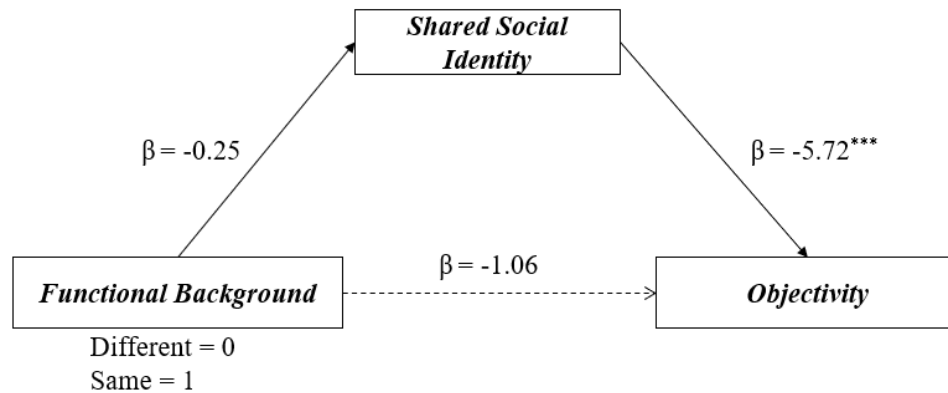 Shared Social
Identity
β = -0.25
β = -5.72***
β = -1.06
Functional Background
Objectivity
Different = 0
Same = 1